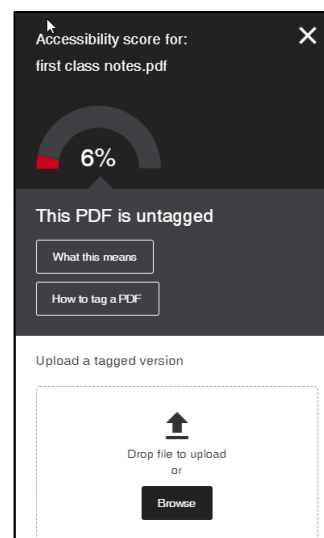 Accessibility score for:
first class notes.pdf
6%
This PDF is untagged
What this means
How to tag a PDF
Upload a tagged version
Drop file to upload
or
Browse